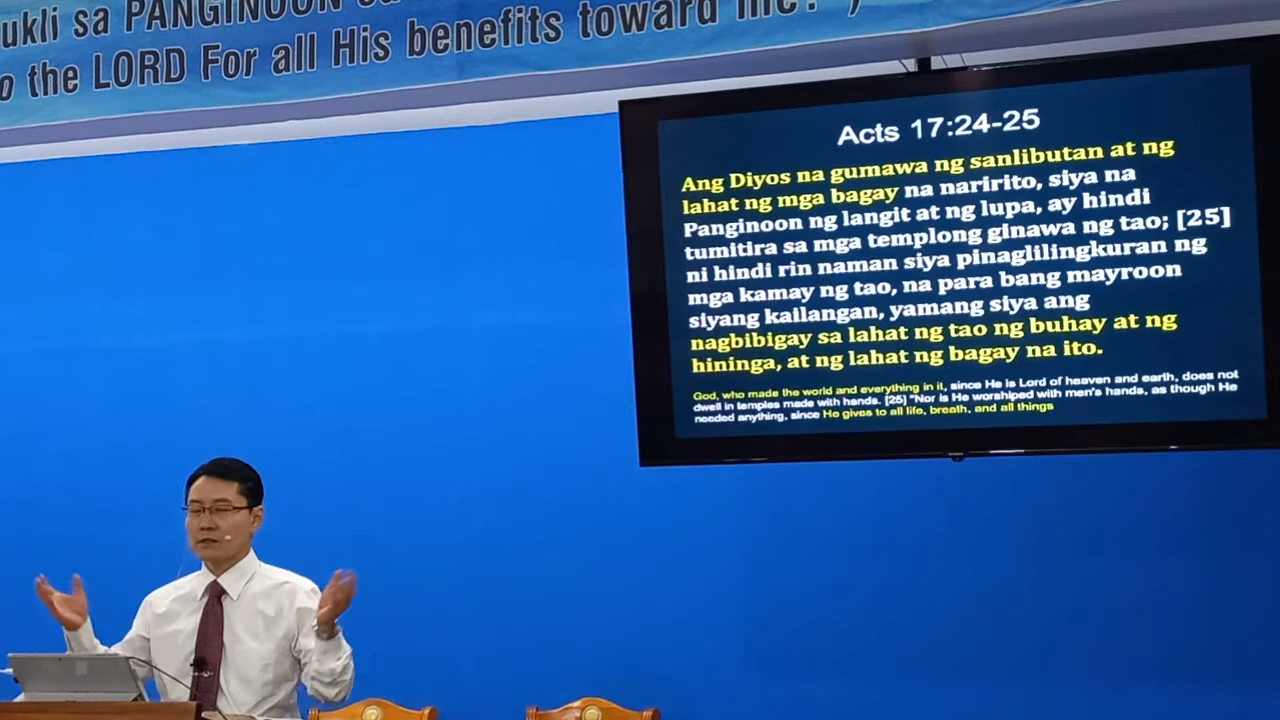 sa PANGINOON
the LORD For all His benefits toward me?")
Acts 17:24-25
Ang Diyos na gumawa ng sanlibutan at ng
lahat ng mga bagay na naririto, siya na
Panginoon ng langit at ng lupa, ay hindi
tumitira sa mga templong ginawa ng tao; [25]
ni hindi rin naman siya pinaglilingkuran ng
mga kamay ng tao, na para bang mayroon
siyang kailangan, yamang siya ang
nagbibigay sa lahat ng tao ng buhay at ng
hininga, at ng lahat ng bagay na ito.
God, who made the world and everything in it, since He is Lord of heaven and earth, does not
dwell in temples made with hands. [25] "Nor is He worshiped with men's hands, as though He
needed anything, since He gives to all life, breath, and all things